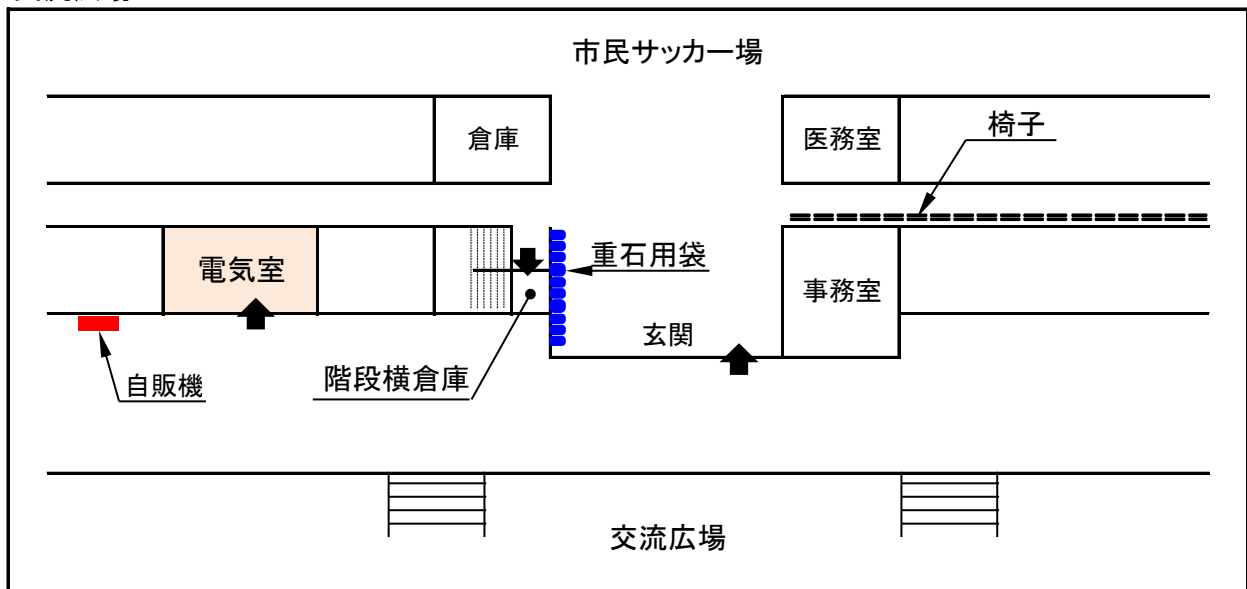 市民サッカー場
倉庫
医務室
椅子
電気室
重石用袋
事務室
玄関
自販機
階段横倉庫
交流広場